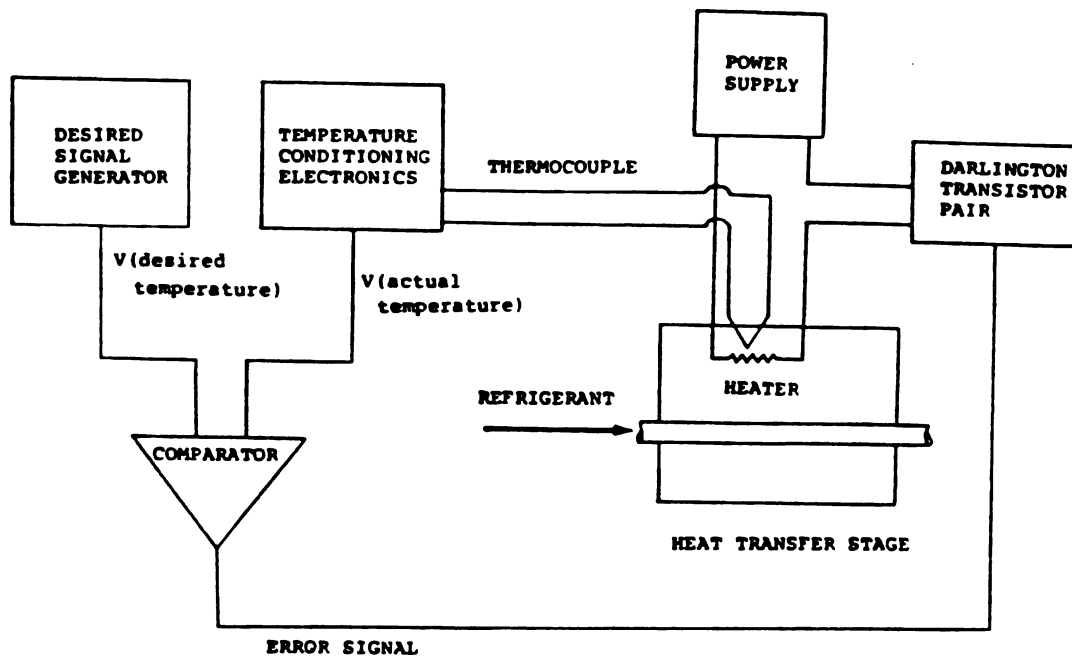 POWER
SUPPLY
DESIRED
SIGNAL
GENERATOR
TEMPERATURE
CONDITIONING
ELECTRONICS
THERMOCOUPLE
DARLINGTON
TRANSISTOR
PAIR
V(desired
temperature)
V(actual
temperature)
HEATER
REFRIGERANT
COMPARATOR
HEAT TRANSFER STAGE
ERROR SIGNAL